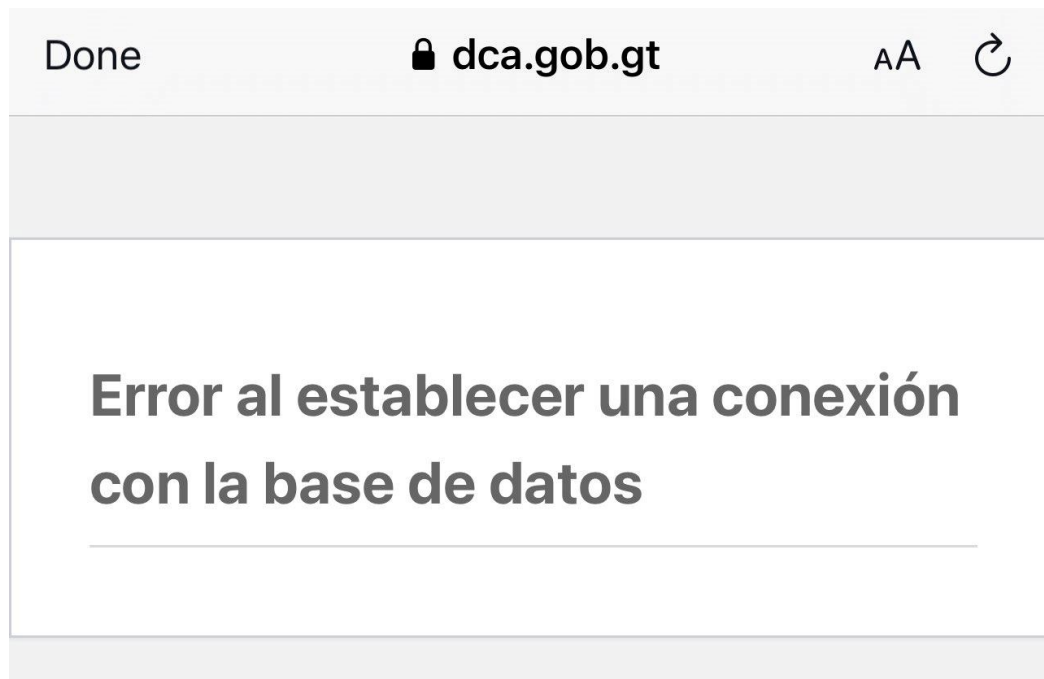 Done dca.gob.gt AA
Error al establecer una conexión
con la base de datos